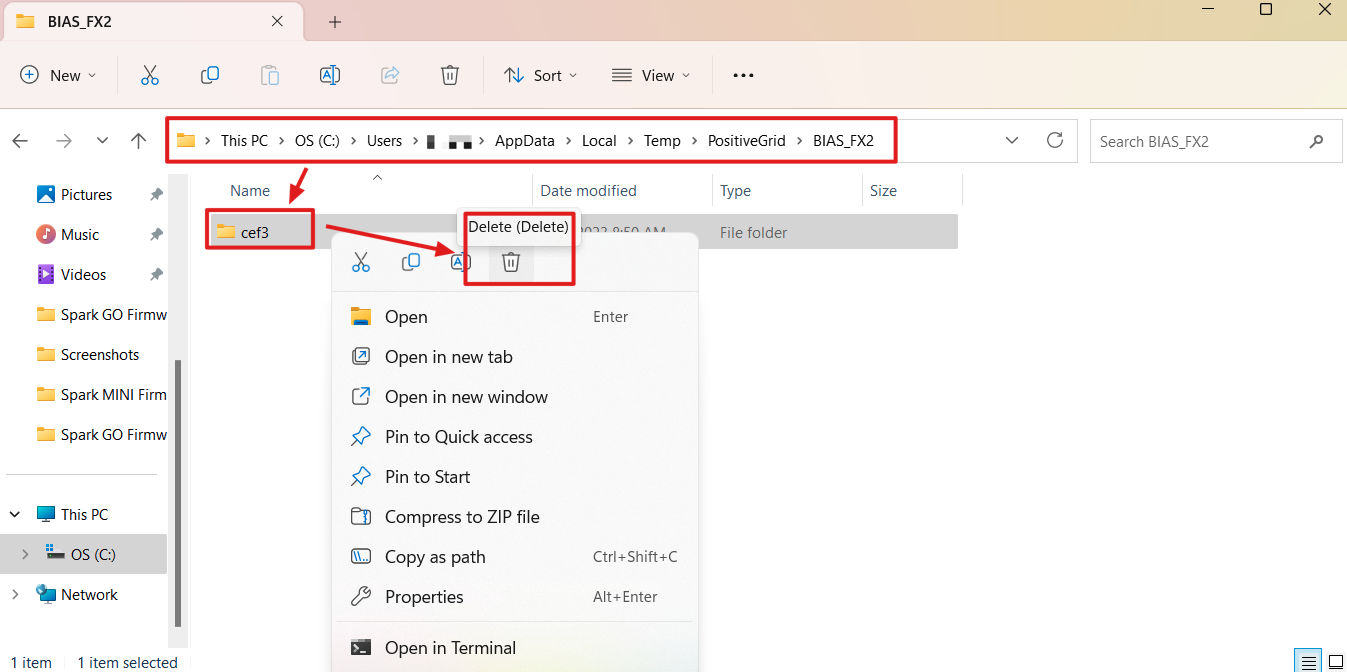 BIAS_FX2
New
Sort
View
This PC > OS (C:) > Users > > AppData > Local > Temp > PositiveGrid > BIAS_FX2
Search BIAS_FX2
Name
Date modified
Type
Size
Pictures
Music
Videos
Spark GO Firmw
Screenshots
Spark MINI Firm
Spark GO Firmw
This PC
OS (C:)
Network
cef3
8:50 AM
File folder
Delete (Delete)
Open Enter
Open in new tab
Open in new window
Pin to Quick access
Pin to Start
Compress to ZIP file
Copy as path Ctrl+Shift+C
Properties Alt+Enter
Open in Terminal
1 item 1 item selected